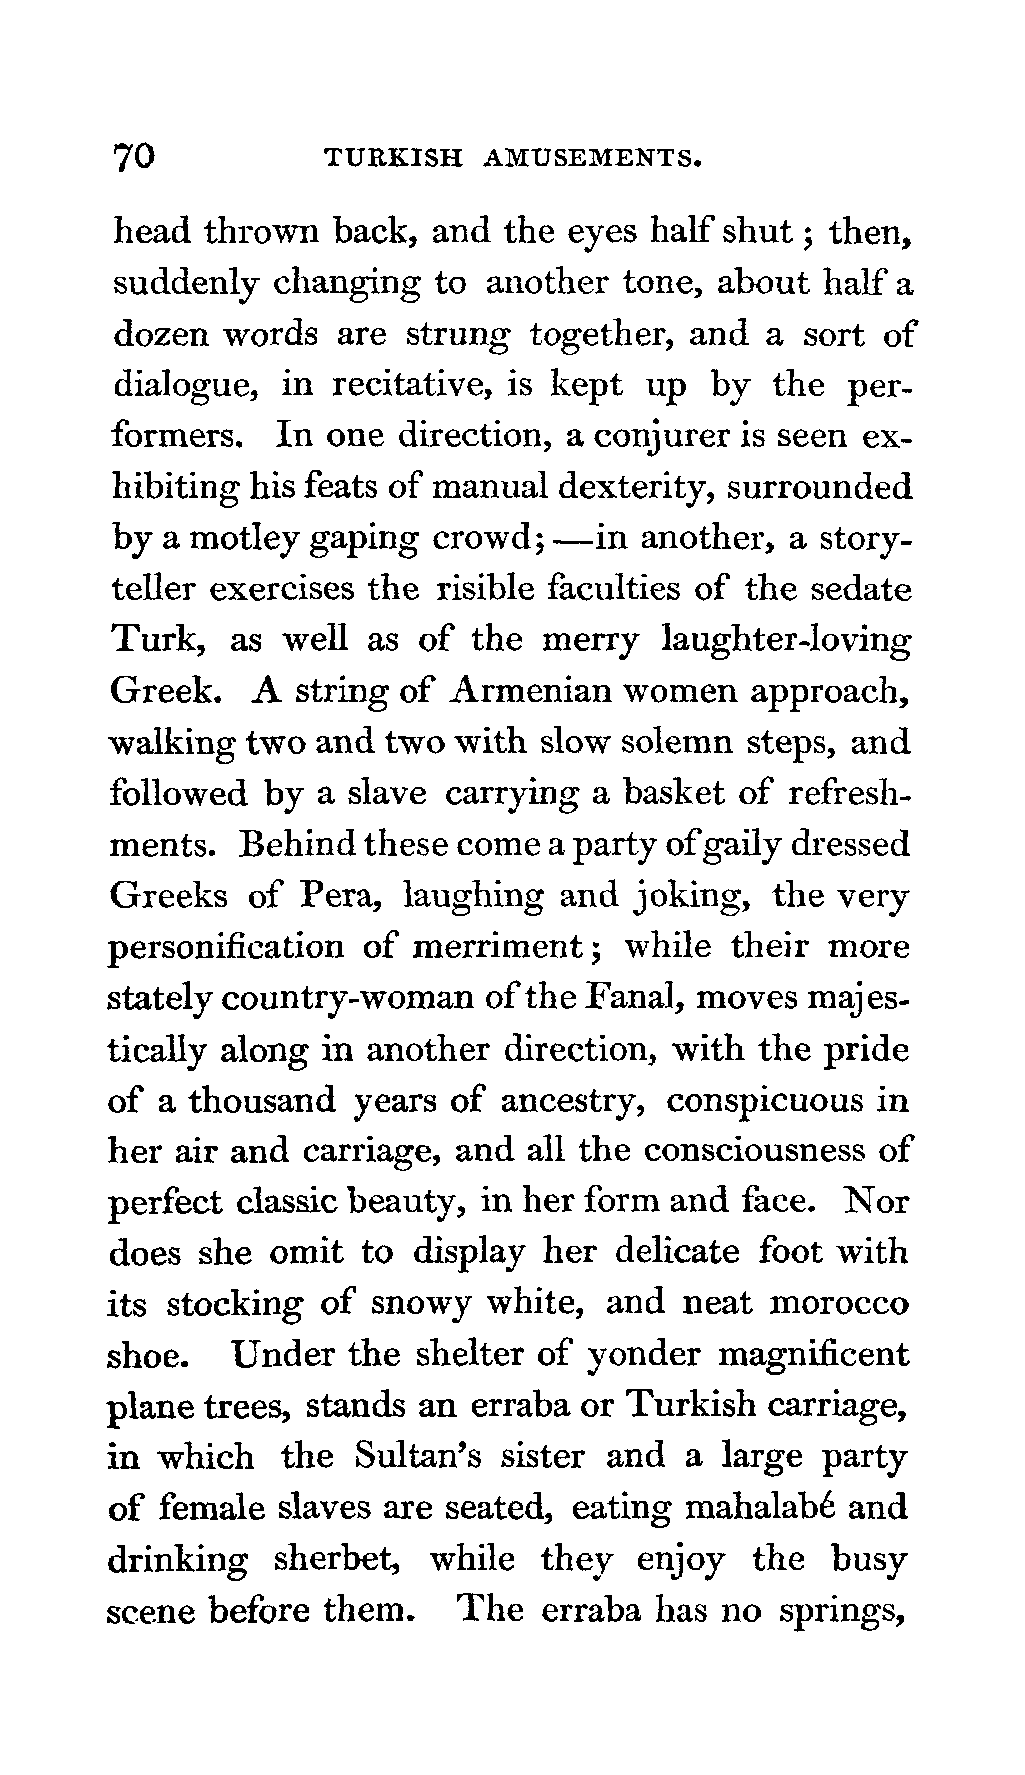 70 TURKISH AMUSEMENTS.
head thrown back, and the eyes half shut ; then,
suddenly changing to another tone, about half a
dozen words are strung together, and a sort of
dialogue, in recitative, is kept up by the per-
formers. In one direction, a conjurer is seen ex-
hibiting his feats of manual dexterity, surrounded
by a motley gaping crowd; —in another, a story-
teller exercises the risible faculties of the sedate
Turk, as well as of the merry laughter-loving
Greek. A string of Armenian women approach,
walking two and two with slow solemn steps, and
followed by a slave carrying a basket of refresh-
ments. Behind these come a party of gaily dressed
Greeks of Pera, laughing and joking, the very
personification of merriment ; while their more
stately country-woman of the Fanal, moves majes-
tically along in another direction, with the pride
of a thousand years of ancestry, conspicuous in
her air and carriage, and all the consciousness of
perfect classic beauty, in her form and face. Nor
does she omit to display her delicate foot with
its stocking of snowy white, and neat morocco
shoe. Under the shelter of yonder magnificent
plane trees, stands an erraba or Turkish carriage,
in which the Sultan's sister and a large party
of female slaves are seated, eating mahalabé and
drinking sherbet, while they enjoy the busy
scene before them. The erraba has no springs,